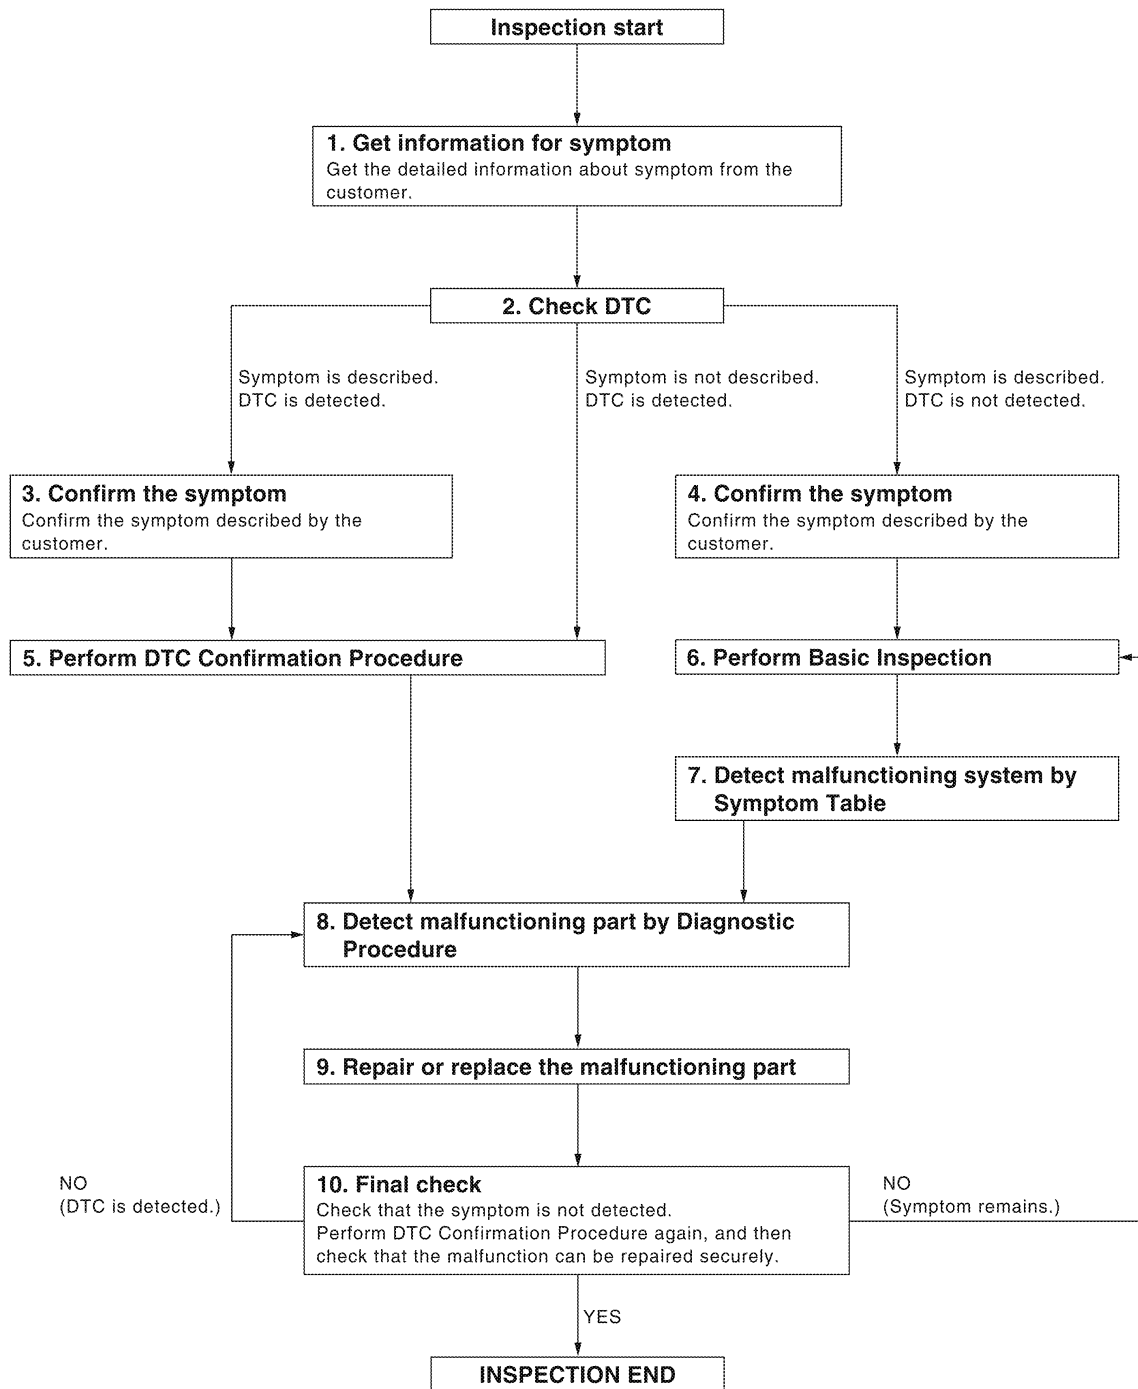 Inspection start
1. Get information for symptom
Get the detailed information about symptom from the
customer.
2. Check DTC
Symptom is described.
DTC is detected.
Symptom is not described.
DTC is detected.
Symptom is described.
DTC is not detected.
3. Confirm the symptom
Confirm the symptom described by the
customer.
4. Confirm the symptom
Confirm the symptom described by the
customer.
5. Perform DTC Confirmation Procedure
6. Perform Basic Inspection
7. Detect malfunctioning system by
Symptom Table
8. Detect malfunctioning part by Diagnostic
Procedure
9. Repair or replace the malfunctioning part
NO
(DTC is detected.)
10. Final check
Check that the symptom is not detected.
Perform DTC Confirmation Procedure again, and then
check that the malfunction can be repaired securely.
NO
(Symptom remains.)
YES
INSPECTION END